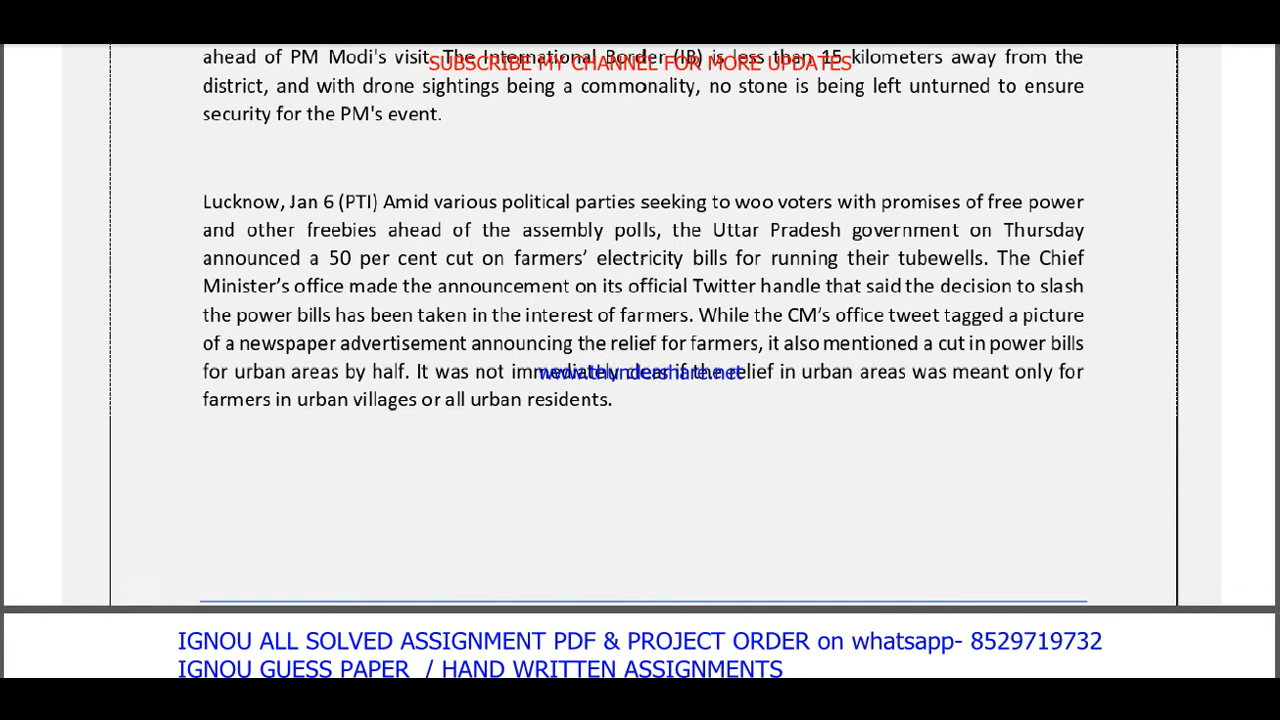 ahead of PM Modi's visit. The International Border (IB) is less than 15 kilometers away from the
SUBSCRIBE MY CHANNEL FOR MORE UPDATES
district, and with drone sightings being a commonality, no stone is being left unturned to ensure
security for the PM's event.
Lucknow, Jan 6 (PTI) Amid various political parties seeking to woo voters with promises of free power
and other freebies ahead of the assembly polls, the Uttar Pradesh government on Thursday
announced a 50 per cent cut on farmers’ electricity bills for running their tubewells. The Chief
Minister’s office made the announcement on its official Twitter handle that said the decision to slash
the power bills has been taken in the interest of farmers. While the CM’s office tweet tagged a picture
of a newspaper advertisement announcing the relief for farmers, it also mentioned a cut in power bills
for urban areas by half. It was not immediately clear if the relief in urban areas was meant only for
www.thundershare.net
farmers in urban villages or all urban residents.
IGNOU ALL SOLVED ASSIGNMENT PDF & PROJECT ORDER on whatsapp- 8529719732
IGNOU GUESS PAPER / HAND WRITTEN ASSIGNMENTS